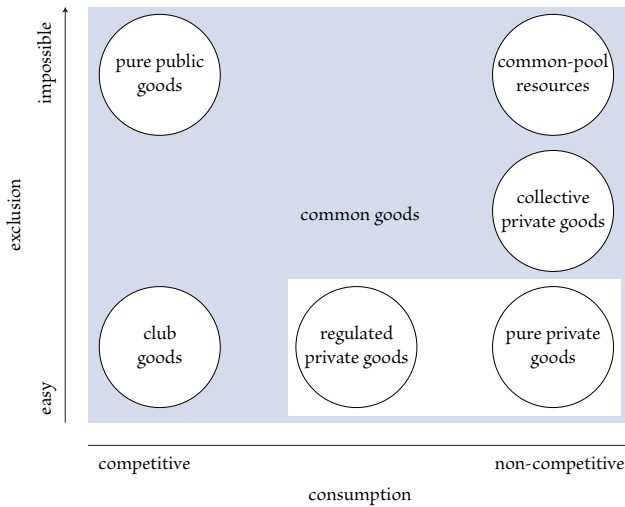 impossible
exclusion
easy
pure public
goods
common-pool
resources
common goods
collective
private goods
club
goods
regulated
private goods
pure private
goods
competitive
non-competitive
consumption